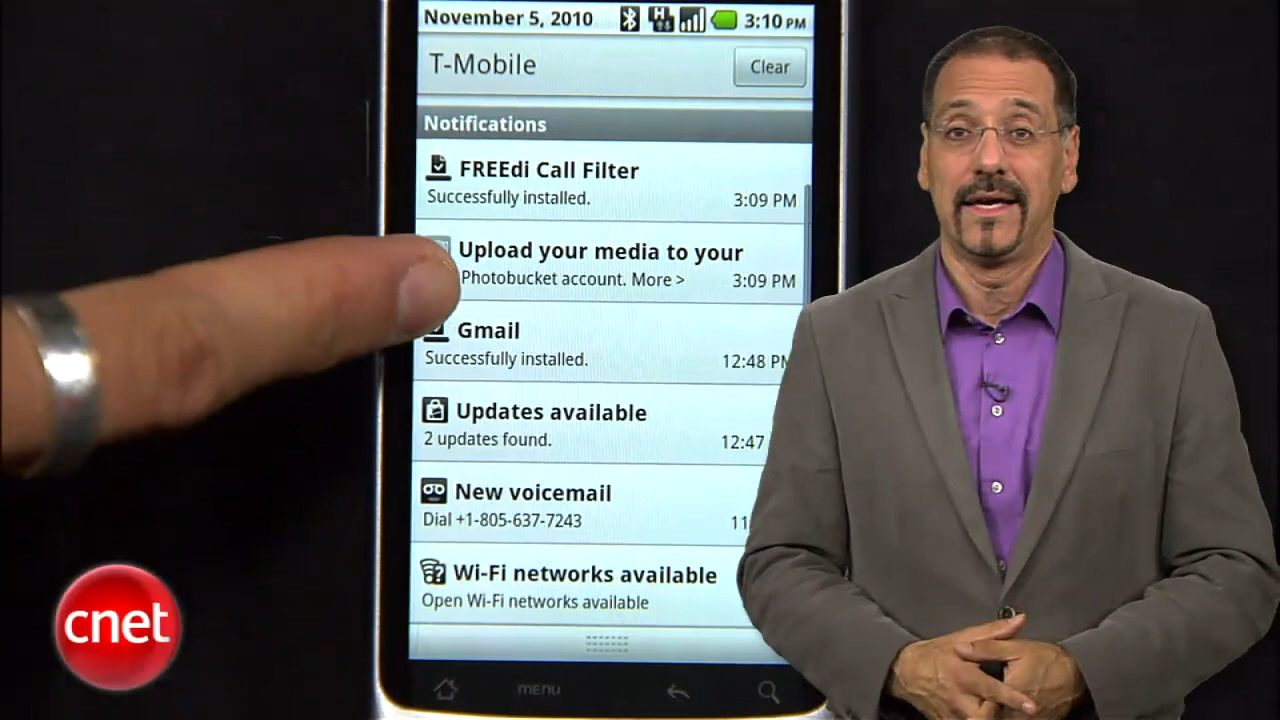 November 5, 2010 3:10 PM
T-Mobile Clear
Notifications
FREEdi Call Filter
Successfully installed. 3:09 PM
Upload your media to your
Photobucket account. More > 3:09 PM
Gmail
Successfully installed. 12:48 PM
Updates available
2 updates found. 12:47
New voicemail
Dial +1-805-637-7243 11
Wi-Fi networks available
Open Wi-Fi networks available
menu
cnet